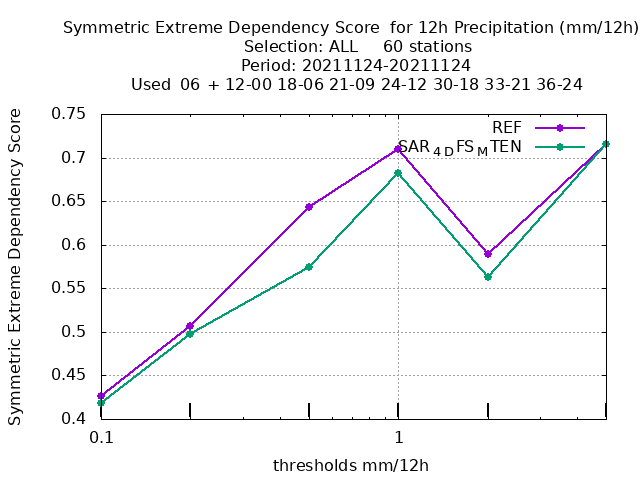 Symmetric Extreme Dependency Score  for 12h Precipitation (mm/12h)
Selection: ALL     60 stations
Period: 20211124-20211124
Used  06 + 12-00 18-06 21-09 24-12 30-18 33-21 36-24
Symmetric Extreme Dependency Score
0.75
0.7
0.65
0.6
0.55
0.5
0.45
0.4
REF
SAR4DFSMTEN
0.1
1
thresholds mm/12h